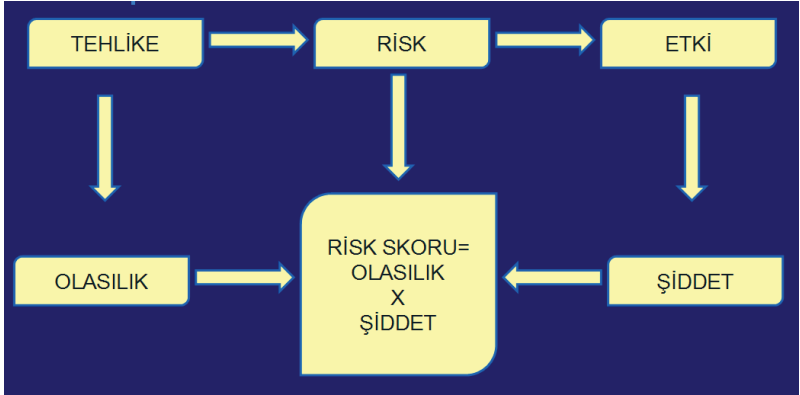 TEHLİKE
RİSK
ETKİ
OLASILIK
RİSK SKORU=
OLASILIK
X
ŞİDDET
ŞİDDET